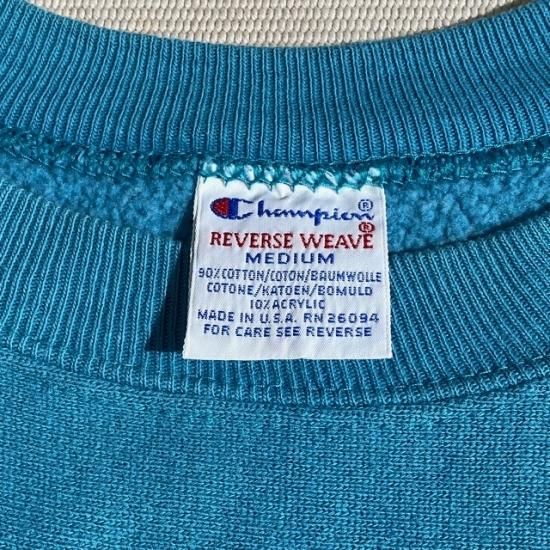 Champion®
REVERSE WEAVE®
MEDIUM
90% COTTON/COTON/BAUMWOLLE
COTONE/KATOEN/BOMULD
10% ACRYLIC
MADE IN U.S.A. RN 26094
FOR CARE SEE REVERSE